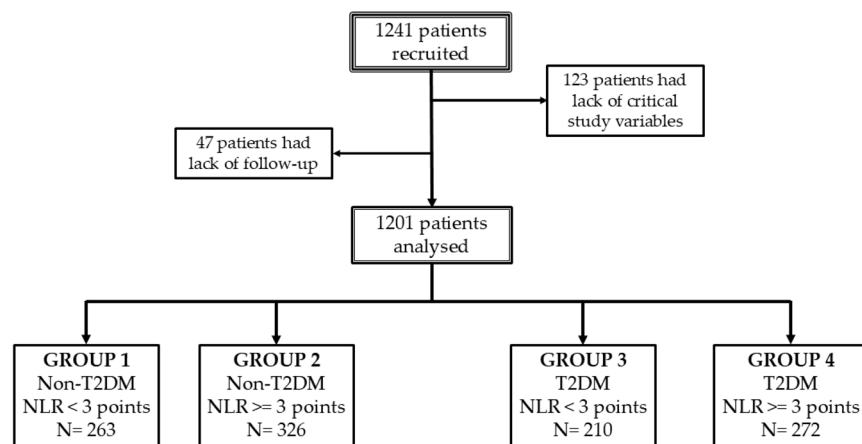 1241 patients
recruited
123 patients had
lack of critical
study variables
47 patients had
lack of follow-up
1201 patients
analysed
GROUP 1
Non-T2DM
NLR < 3 points
N= 263
GROUP 2
Non-T2DM
NLR >= 3 points
N= 326
GROUP 3
T2DM
NLR < 3 points
N= 210
GROUP 4
T2DM
NLR >= 3 points
N= 272